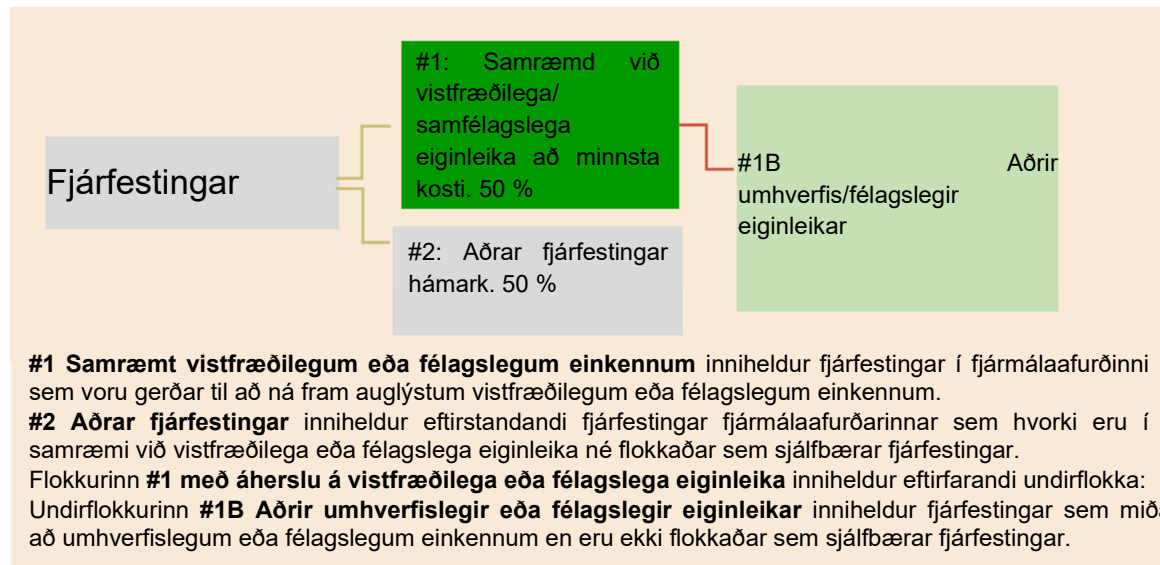 Fjárfestingar
#1: Samræmd við
vistfræðilega/
samfélagslega
eiginleika að minnsta
kosti. 50 %
#2: Aðrar fjárfestingar
hámark. 50 %
#1B Aðrir
umhverfis/félagslegir
eiginleikar
#1 Samræmt vistfræðilegum eða félagslegum einkennum inniheldur fjárfestingar í fjármálaafurðinni
sem voru gerðar til að ná fram auglýstum vistfræðilegum eða félagslegum einkennum.
#2 Aðrar fjárfestingar inniheldur eftirstandandi fjárfestingar fjármálaafurðarinnar sem hvorki eru í
samræmi við vistfræðilega eða félagslega eiginleika né flokkaðar sem sjálfbærar fjárfestingar.
Flokkurinn #1 með áherslu á vistfræðilega eða félagslega eiginleika inniheldur eftirfarandi undirflokka:
Undirflokkurinn #1B Aðrir umhverfislegir eða félagslegir eiginleikar inniheldur fjárfestingar sem mið
að umhverfislegum eða félagslegum einkennum en eru ekki flokkaðar sem sjálfbærar fjárfestingar.